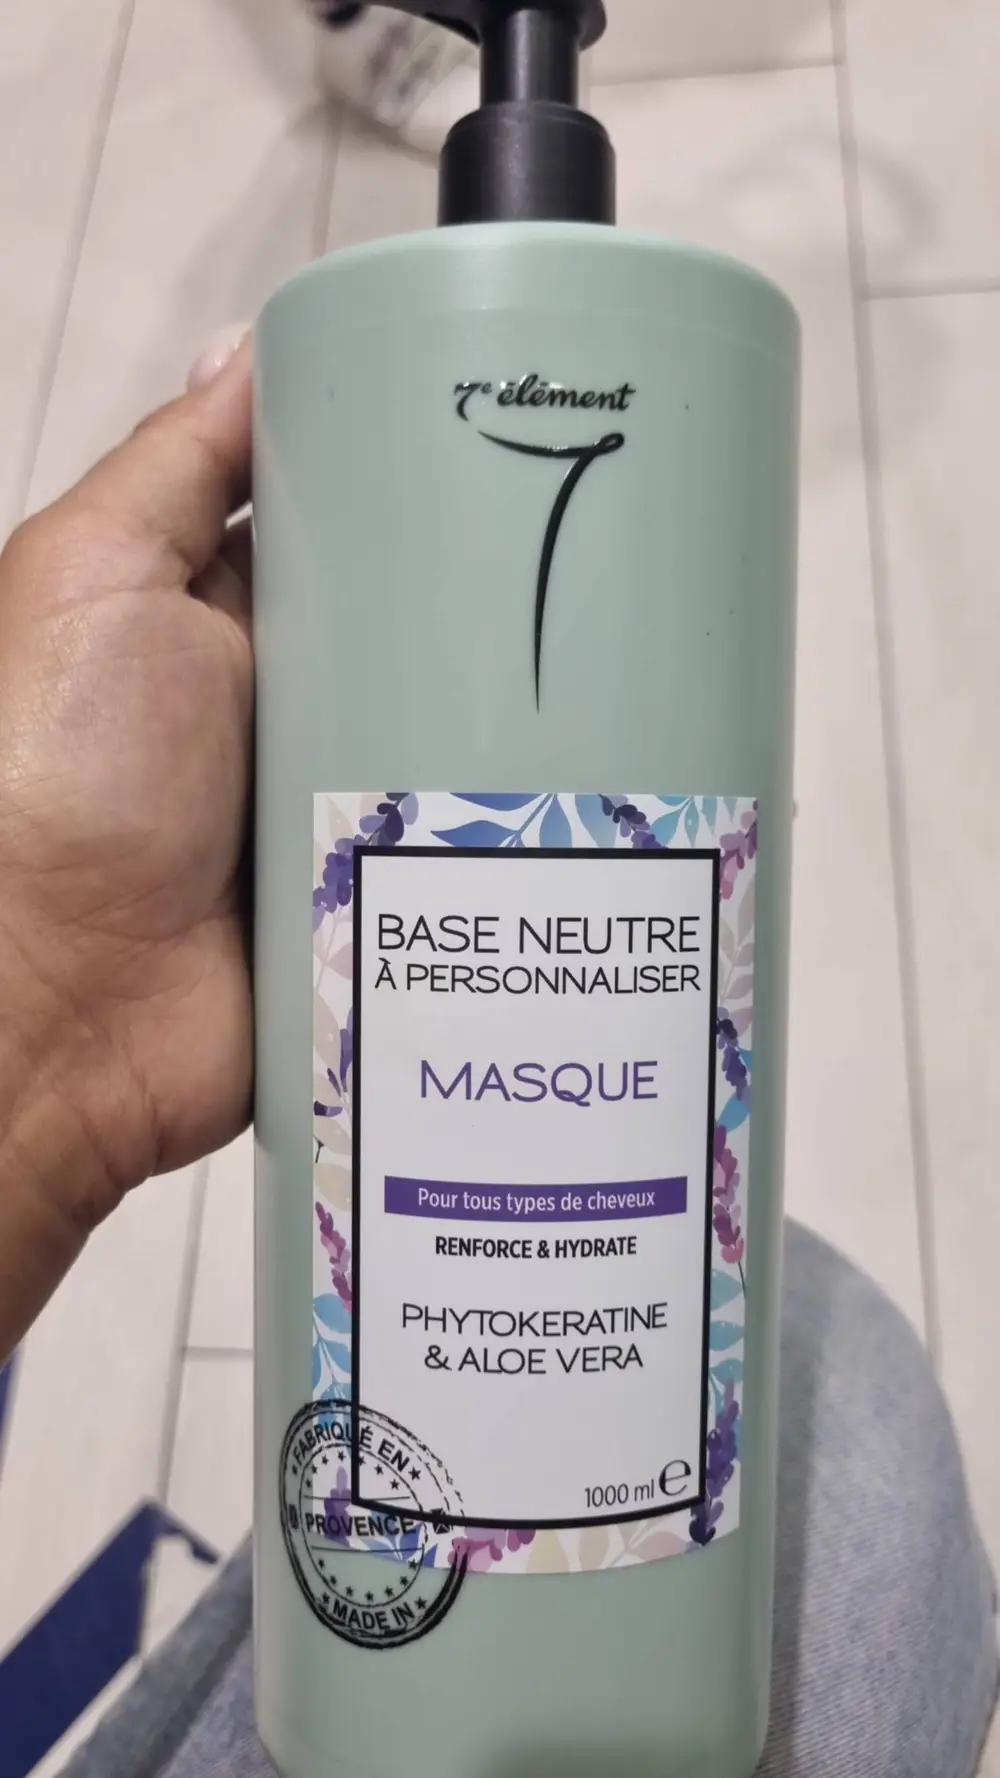 7e élément
BASE NEUTRE
À PERSONNALISER
MASQUE
Pour tous types de cheveux
RENFORCE & HYDRATE
PHYTOKERATINE
& ALOE VERA
1000 ml e
FABRIQUÉ EN
PROVENCE
MADE IN